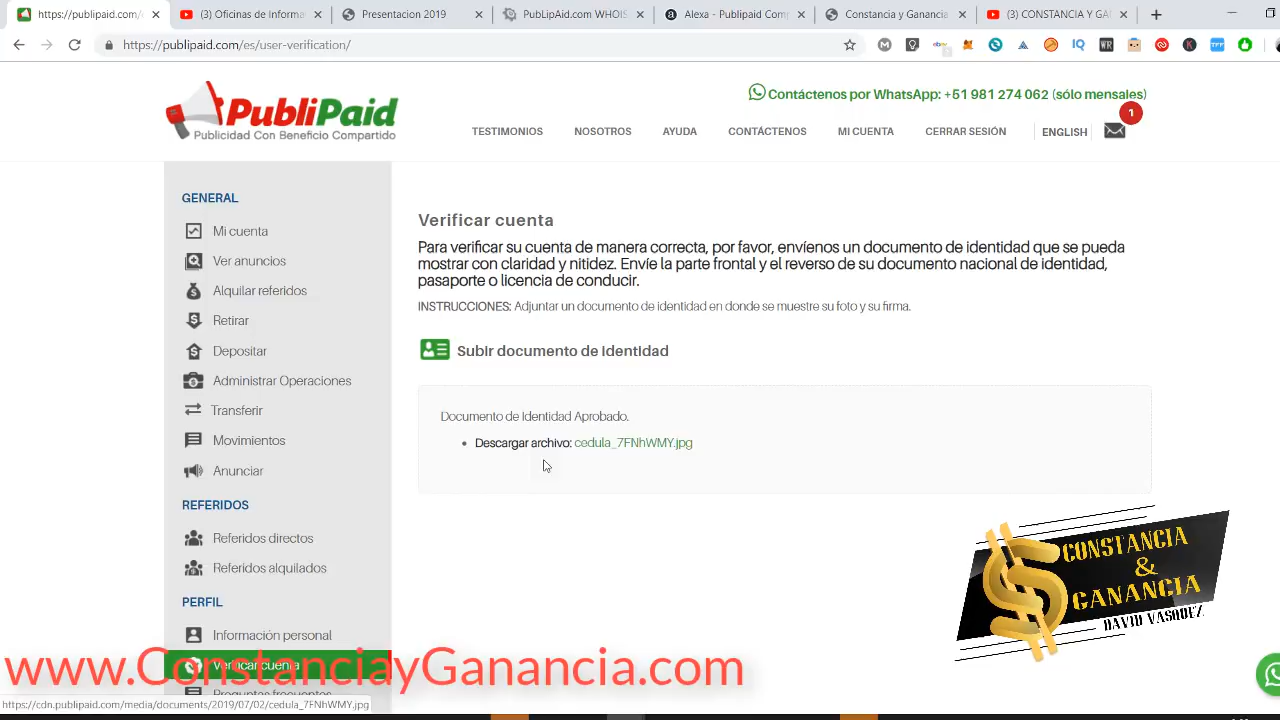 https://publipaid.com/e
(3) Oficinas de Informa
Presentacion 2019
PubLipAid.com WHOIS
Alexa - Publipaid Com
Constancia y Ganancia
(3) CONSTANCIA Y GA
https://publipaid.com/es/user-verification/
PubliPaid
Publicidad Con Beneficio Compartido
Contáctenos por WhatsApp: +51 981 274 062 (sólo mensales)
1
TESTIMONIOS
NOSOTROS
AYUDA
CONTÁCTENOS
MI CUENTA
CERRAR SESIÓN
ENGLISH
GENERAL
Mi cuenta
Ver anuncios
Alquilar referidos
Retirar
Depositar
Administrar Operaciones
Transferir
Movimientos
Anunciar
REFERIDOS
Referidos directos
Referidos alquilados
PERFIL
Información personal
Verificar cuenta
Preguntas frecuentes
Verificar cuenta
Para verificar su cuenta de manera correcta, por favor, envíenos un documento de identidad que se pueda
mostrar con claridad y nitidez. Envíe la parte frontal y el reverso de su documento nacional de identidad,
pasaporte o licencia de conducir.
INSTRUCCIONES: Adjuntar un documento de identidad en donde se muestre su foto y su firma.
Subir documento de identidad
Documento de Identidad Aprobado.
Descargar archivo: cedula_7FNhWMY.jpg
CONSTANCIA
&
GANANCIA
DAVID VASQUEZ
www.ConstanciayGanancia.com
https://cdn.publipaid.com/media/documents/2019/07/02/cedula_7FNhWMY.jpg